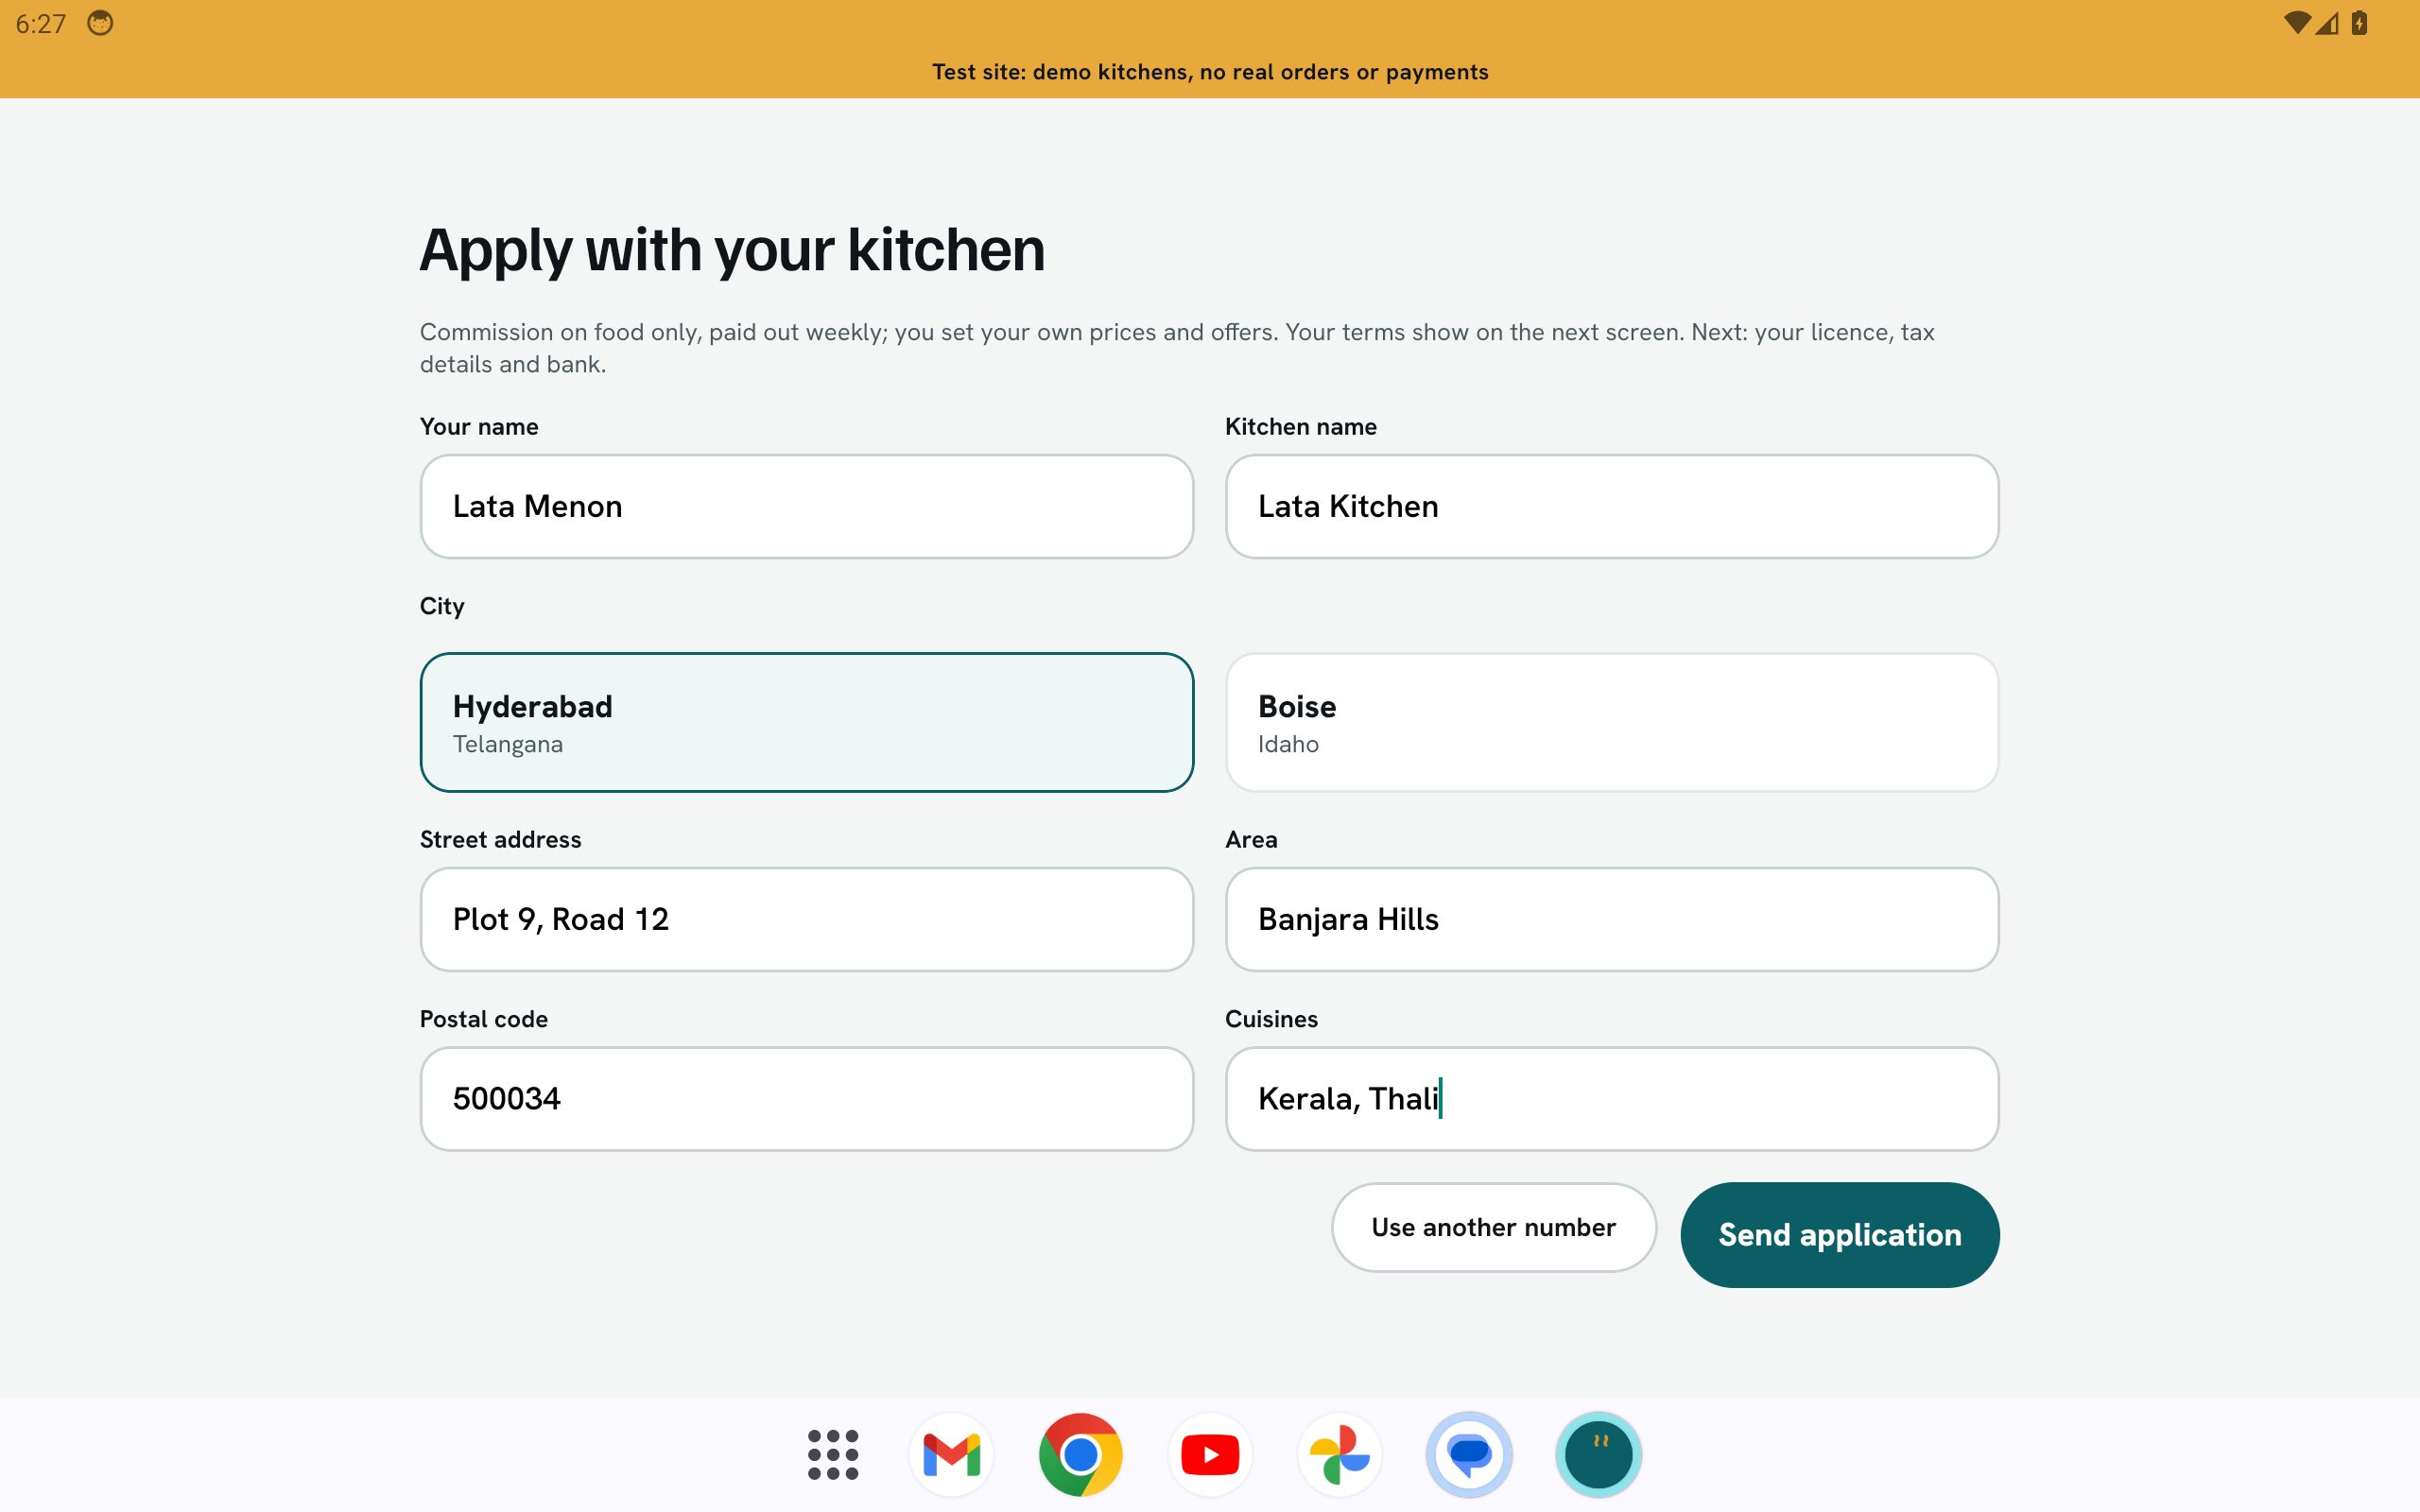 6:27
Test site: demo kitchens, no real orders or payments
Apply with your kitchen
Commission on food only, paid out weekly; you set your own prices and offers. Your terms show on the next screen. Next: your licence, tax
details and bank.
Your name
Kitchen name
Lata Menon
Lata Kitchen
City
Hyderabad
Telangana
Boise
Idaho
Street address
Area
Plot 9, Road 12
Banjara Hills
Postal code
Cuisines
500034
Kerala, Thali
Use another number
Send application